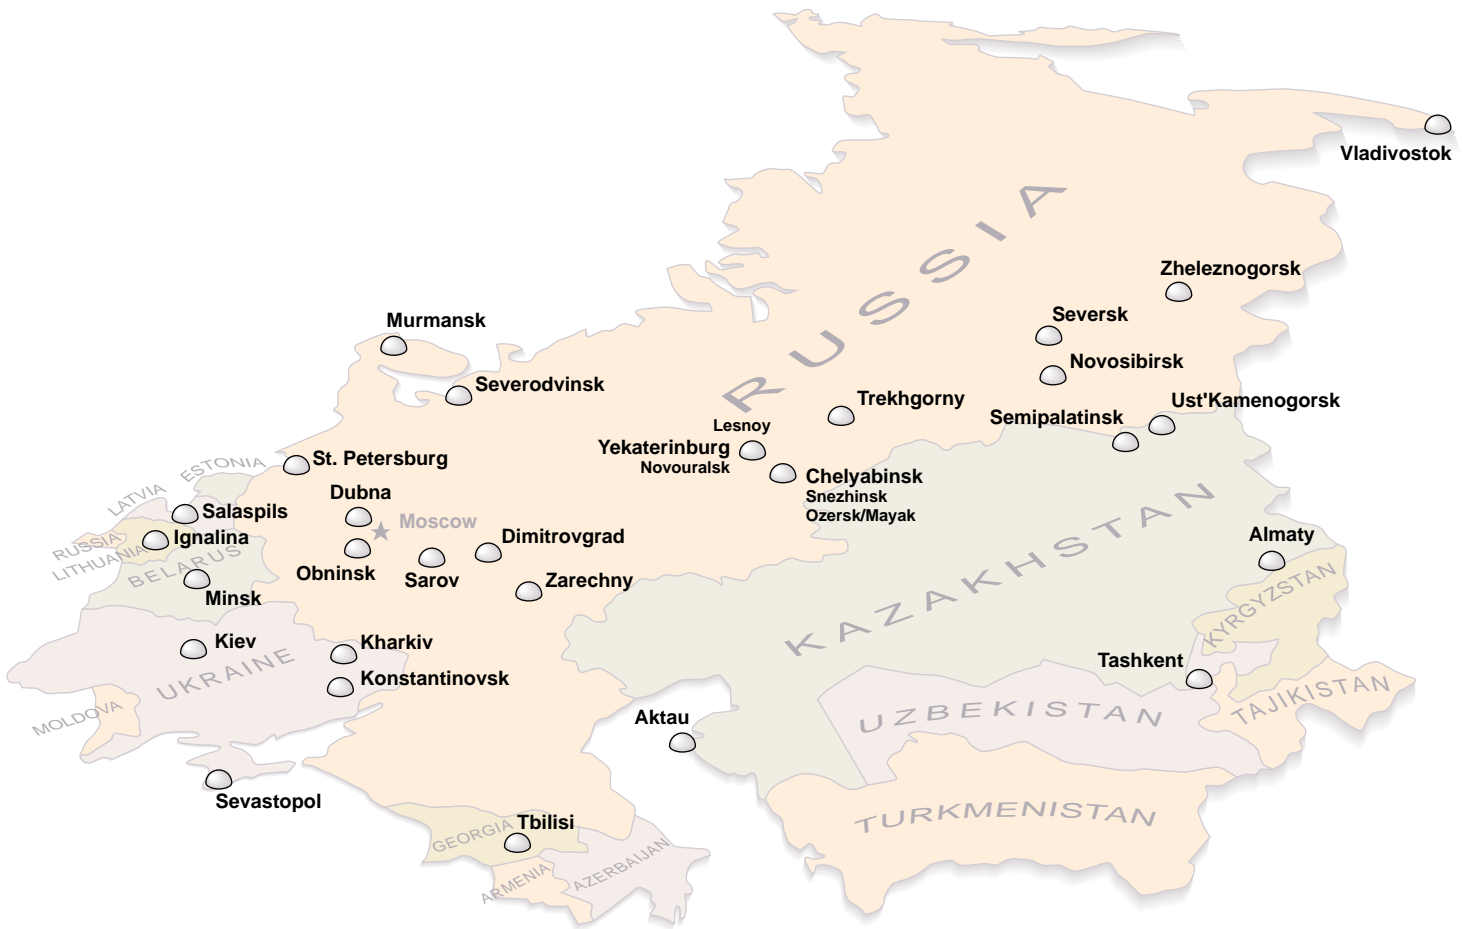 Vladivostok
RUSSIA
Zheleznogorsk
Seversk
Murmansk
Novosibirsk
Severodvinsk
Trekhgorny
Ust'Kamenogorsk
Semipalatinsk
Lesnoy
Yekaterinburg
Novouralsk
St. Petersburg
ESTONIA
Chelyabinsk
Snezhinsk
Ozersk/Mayak
Dubna
LATVIA
Salaspils
Moscow
Ignalina
RUSSIA
LITHUANIA
Dimitrovgrad
Almaty
BELARUS
Obninsk
Sarov
Zarechny
Minsk
KAZAKHSTAN
KYRGYZSTAN
Kiev
Kharkiv
UKRAINE
Konstantinovsk
Tashkent
MOLDOVA
Aktau
UZBEKISTAN
TAJIKISTAN
Sevastopol
TURKMENISTAN
GEORGIA
Tbilisi
ARMENIA
AZERBAIJAN